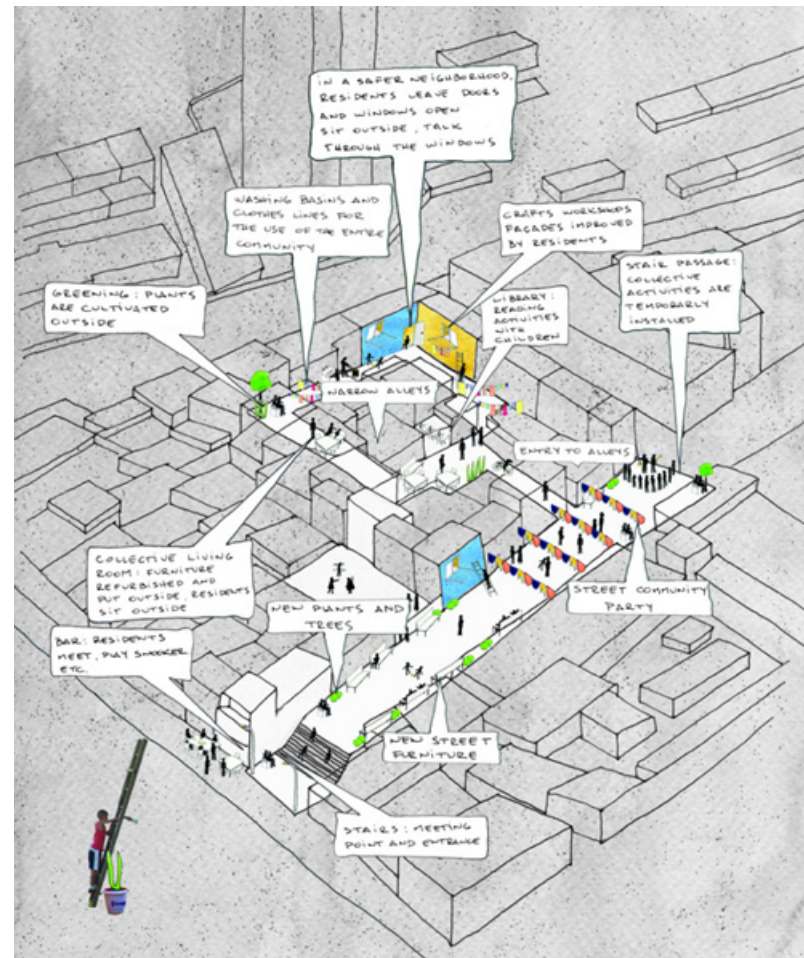 IN A SAFER NEIGHBORHOOD,
RESIDENTS LEAVE DOORS
AND WINDOWS OPEN
SIT OUTSIDE, TALK
THROUGH THE WINDOWS
WASHING BASINS AND
CLOTHES LINES FOR
THE USE OF THE ENTIRE
COMMUNITY
CRAFTS WORKSHOPS
FAÇADES IMPROVED
BY RESIDENTS
STAIR PASSAGE:
COLLECTIVE
ACTIVITIES ARE
TEMPORARLY
INSTALLED
GREENING: PLANTS
ARE CULTIVATED
OUTSIDE
LIBRARY:
READING
ACTIVITIES
WITH
CHILDREN
NARROW ALLEYS
ENTRY TO ALLEYS
COLLECTIVE LIVING
ROOM: FURNITURE
REFURBISHED AND
PUT OUTSIDE, RESIDENTS
SIT OUTSIDE
NEW PLANTS AND
TREES
STREET COMMUNITY
PARTY
BAR: RESIDENTS
MEET, PLAY SNOOKER
ETC.
NEW STREET
FURNITURE
STAIRS: MEETING
POINT AND ENTRANCE